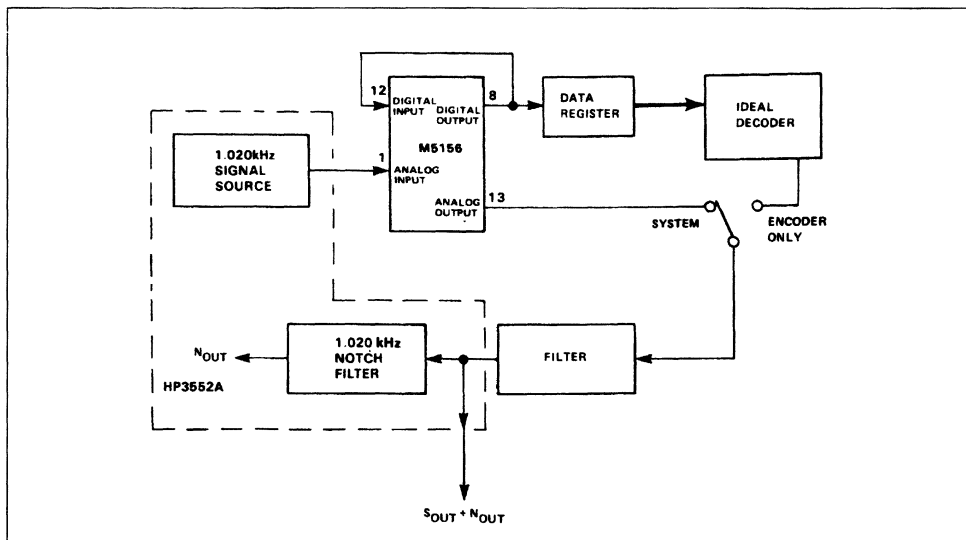 12
DIGITAL
INPUT
DIGITAL
OUTPUT
8
M5156
1
ANALOG
INPUT
ANALOG
OUTPUT
13
DATA
REGISTER
IDEAL
DECODER
1.020kHz
SIGNAL
SOURCE
SYSTEM
ENCODER
ONLY
NOUT
HP3552A
1.020 kHz
NOTCH
FILTER
FILTER
SOUT + NOUT